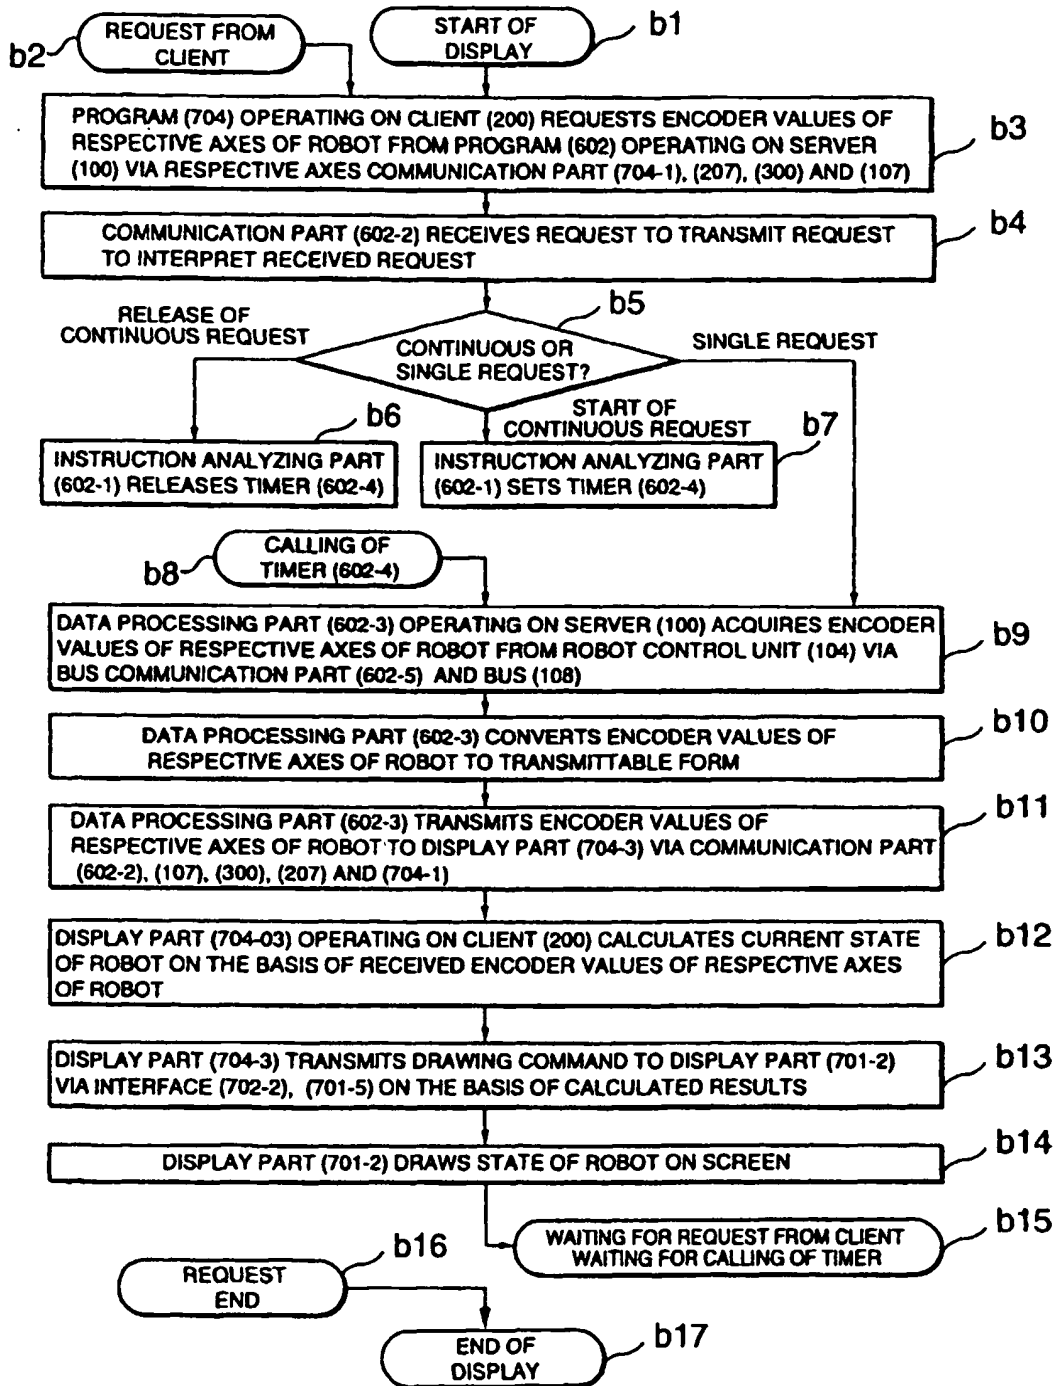 REQUEST FROM
CLIENT
b2
START OF
DISPLAY
b1
PROGRAM (704) OPERATING ON CLIENT (200) REQUESTS ENCODER VALUES OF
RESPECTIVE AXES OF ROBOT FROM PROGRAM (602) OPERATING ON SERVER
(100) VIA RESPECTIVE AXES COMMUNICATION PART (704-1), (207), (300) AND (107)
b3
COMMUNICATION PART (602-2) RECEIVES REQUEST TO TRANSMIT REQUEST
TO INTERPRET RECEIVED REQUEST
b4
b5
RELEASE OF
CONTINUOUS REQUEST
CONTINUOUS OR
SINGLE REQUEST?
SINGLE REQUEST
START OF
CONTINUOUS REQUEST
b6
INSTRUCTION ANALYZING PART
(602-1) RELEASES TIMER (602-4)
b7
INSTRUCTION ANALYZING PART
(602-1) SETS TIMER (602-4)
CALLING OF
TIMER (602-4)
b8
DATA PROCESSING PART (602-3) OPERATING ON SERVER (100) ACQUIRES ENCODER
VALUES OF RESPECTIVE AXES OF ROBOT FROM ROBOT CONTROL UNIT (104) VIA
BUS COMMUNICATION PART (602-5) AND BUS (108)
b9
DATA PROCESSING PART (602-3) CONVERTS ENCODER VALUES OF
RESPECTIVE AXES OF ROBOT TO TRANSMITTABLE FORM
b10
DATA PROCESSING PART (602-3) TRANSMITS ENCODER VALUES OF
RESPECTIVE AXES OF ROBOT TO DISPLAY PART (704-3) VIA COMMUNICATION PART
(602-2), (107), (300), (207) AND (704-1)
b11
DISPLAY PART (704-03) OPERATING ON CLIENT (200) CALCULATES CURRENT STATE
OF ROBOT ON THE BASIS OF RECEIVED ENCODER VALUES OF RESPECTIVE AXES
OF ROBOT
b12
DISPLAY PART (704-3) TRANSMITS DRAWING COMMAND TO DISPLAY PART (701-2)
VIA INTERFACE (702-2), (701-5) ON THE BASIS OF CALCULATED RESULTS
b13
DISPLAY PART (701-2) DRAWS STATE OF ROBOT ON SCREEN
b14
WAITING FOR REQUEST FROM CLIENT
WAITING FOR CALLING OF TIMER
b15
REQUEST
END
b16
END OF
DISPLAY
b17